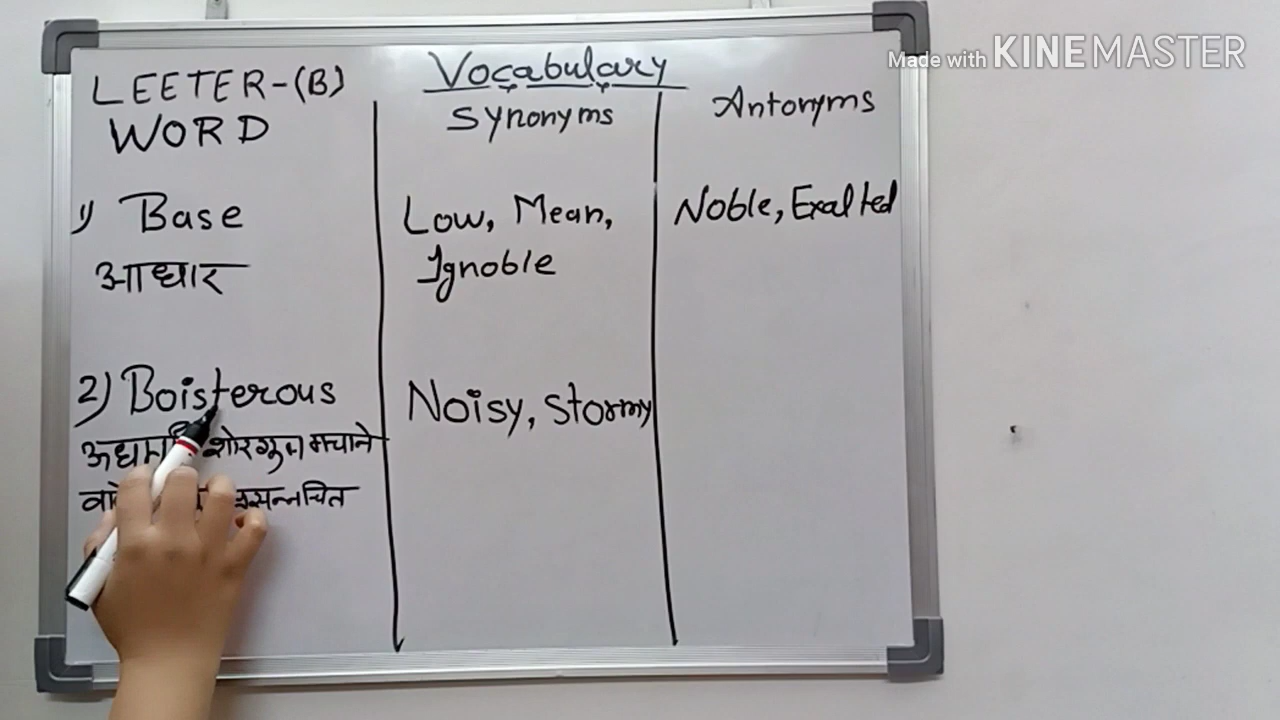 Made with KINEMASTER
LEETER-(B)
Vocabulary
WORD
Synonyms
Antonyms
1) Base
Low, Mean,
Noble, Exalted
आधार
Ignoble
2) Boisterous
Noisy, Stormy
शोरगुल मचाने